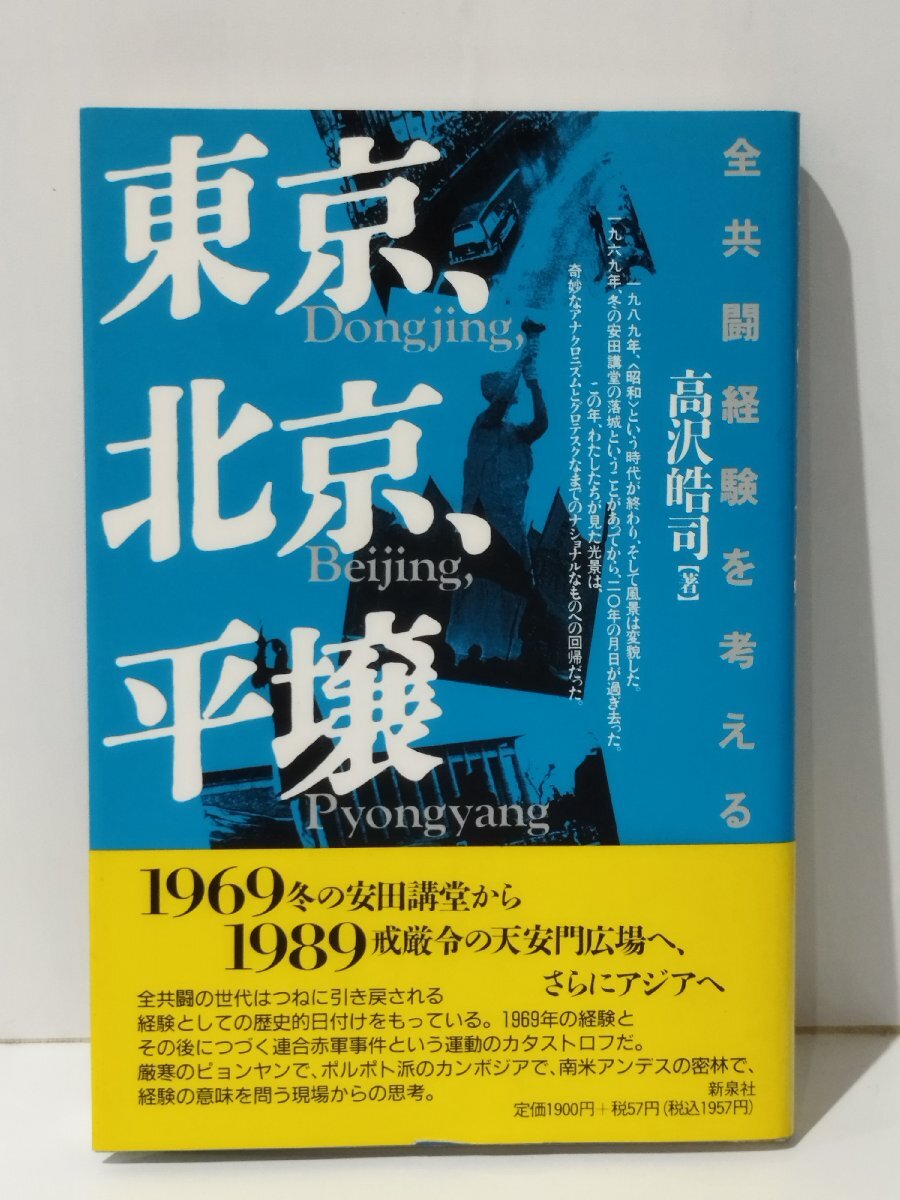 全共闘経験を考える
高沢皓司[著]
一九八九年、〈昭和〉という時代が終わり、そして風景は変貌した。
一九六九年、冬の安田講堂の落城ということがあってから、二〇年の月日が過ぎ去った。
この年、わたしたちが見た光景は、
奇妙なアナクロニズムとグロテスクなまでのナショナルなものへの回帰だった。
東京、
Dongjing,
北京、
Beijing,
平壌
Pyongyang
1969冬の安田講堂から
1989戒厳令の天安門広場へ、
さらにアジアへ
全共闘の世代はつねに引き戻される
経験としての歴史的日付けをもっている。1969年の経験と
その後につづく連合赤軍事件という運動のカタストロフだ。
厳寒のピョンヤンで、ポルポト派のカンボジアで、南米アンデスの密林で、
経験の意味を問う現場からの思考。
新泉社
定価1900円+税57円(税込1957円)